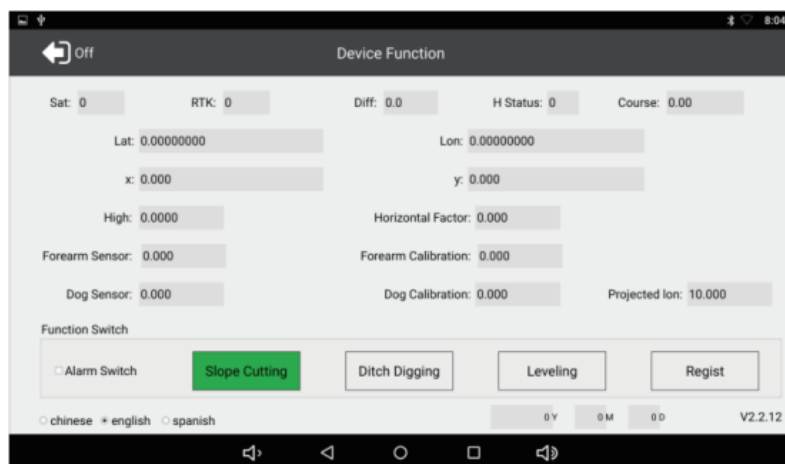 8:04
Off Device Function
Sat: 0 RTK: 0 Diff: 0.0 H Status: 0 Course: 0.00
Lat: 0.00000000 Lon: 0.00000000
x: 0.000 y: 0.000
High: 0.0000 Horizontal Factor: 0.000
Forearm Sensor: 0.000 Forearm Calibration: 0.000
Dog Sensor: 0.000 Dog Calibration: 0.000 Projected lon: 10.000
Function Switch
Alarm Switch Slope Cutting Ditch Digging Leveling Regist
chinese english spanish 0 Y 0 M 0 D V2.2.12